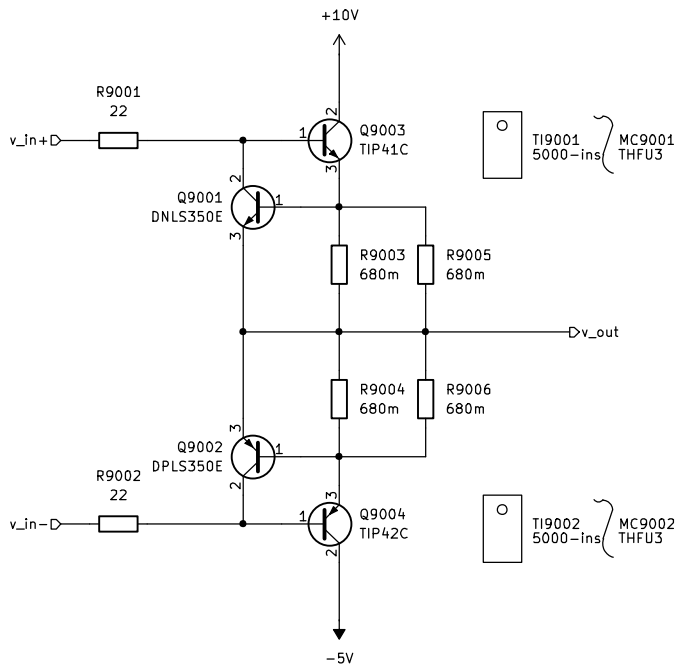 +10V
R9001
22
v_in+
1
2
3
Q9003
TIP41C
TI9001
5000-ins
MC9001
THFU3
Q9001
DNLS350E
2
1
3
R9003
680m
R9005
680m
v_out
R9004
680m
R9006
680m
Q9002
DPLS350E
3
1
2
R9002
22
v_in-
1
3
2
Q9004
TIP42C
TI9002
5000-ins
MC9002
THFU3
-5V